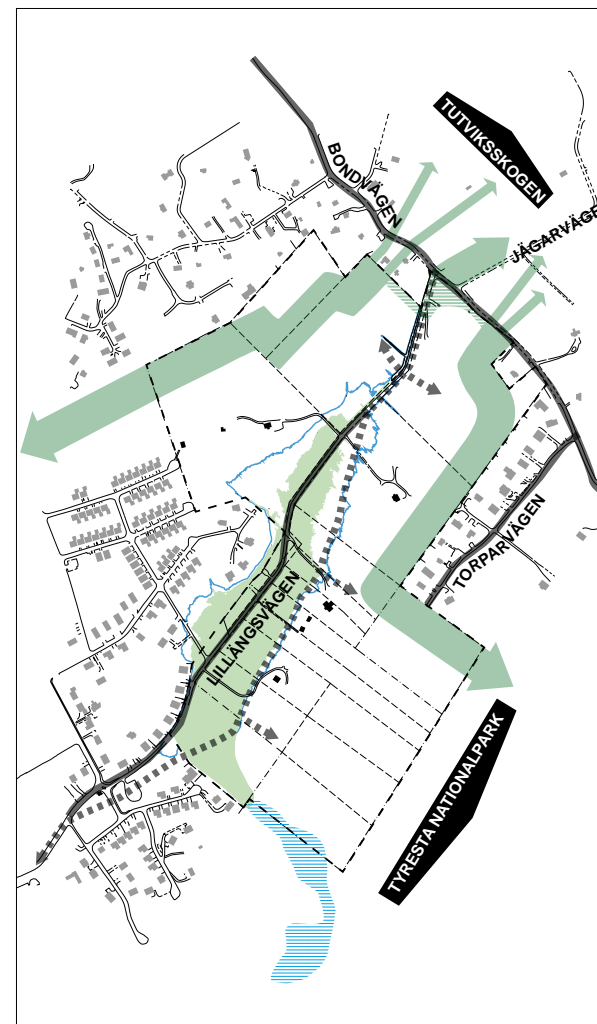 TUTVIKSSKOGEN
BONDVÄGEN
JÄGARVÄGE
TORPARVÄGEN
LILLÄNGSVÄGEN
TYRESTA NATIONALPARK